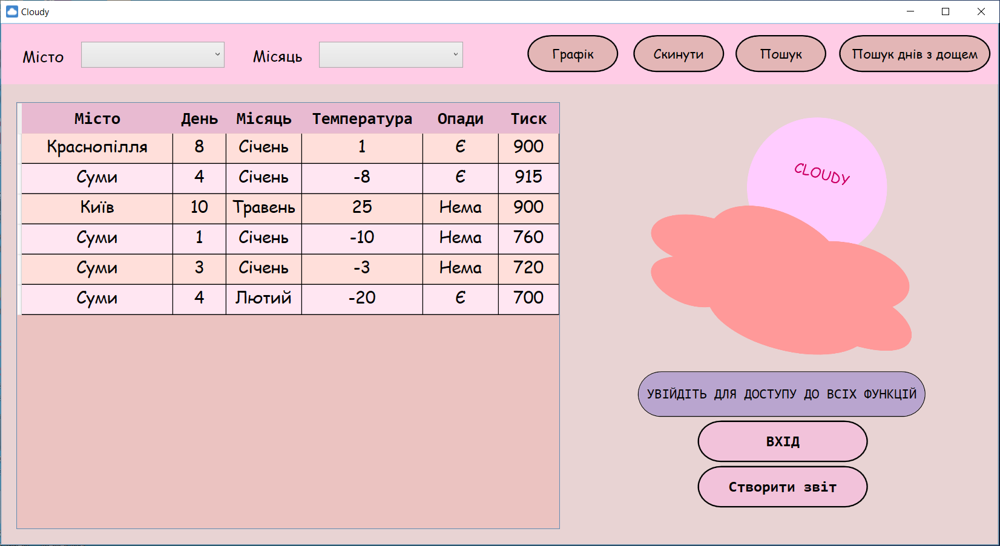 Cloudy
Місто Місяць Графік Скинути Пошук Пошук днів з дощем
Місто День Місяць Температура Опади Тиск
Краснопілля 8 Січень 1 Є 900
Суми 4 Січень -8 Є 915
Київ 10 Травень 25 Нема 900
Суми 1 Січень -10 Нема 760
Суми 3 Січень -3 Нема 720
Суми 4 Лютий -20 Є 700
CLOUDY
УВІЙДІТЬ ДЛЯ ДОСТУПУ ДО ВСІХ ФУНКЦІЙ
ВХІД
Створити звіт